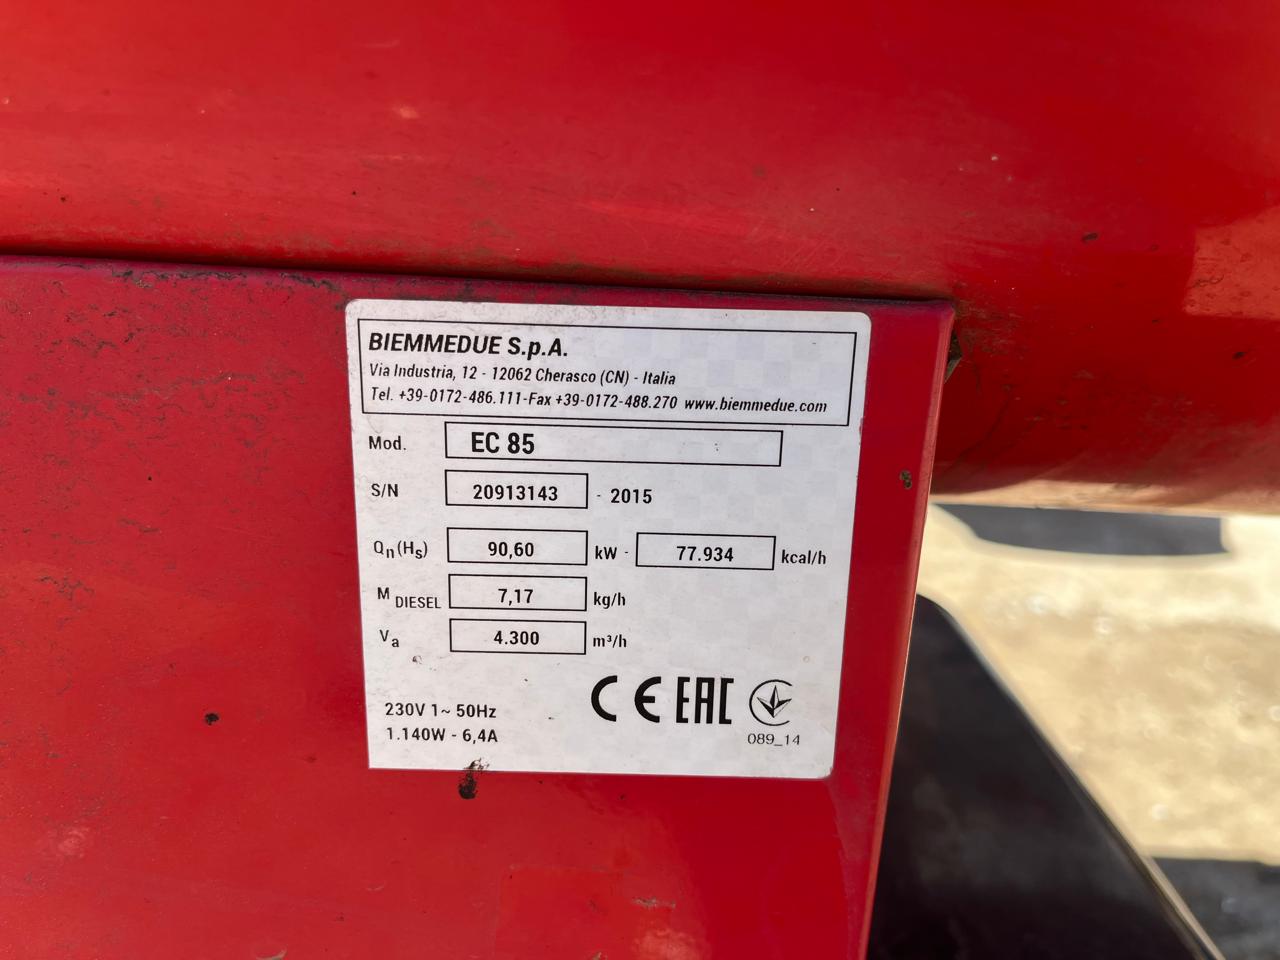 BIEMMEDUE S.p.A.
Via Industria, 12 - 12062 Cherasco (CN) - Italia
Tel. +39-0172-486.111-Fax +39-0172-488.270 www.biemmedue.com
Mod. EC 85
S/N 20913143 - 2015
Qn(Hs) 90,60 kW - 77.934 kcal/h
M DIESEL 7,17 kg/h
Va 4.300 m³/h
230V 1~ 50Hz
1.140W - 6,4A
CE EAC
089_14